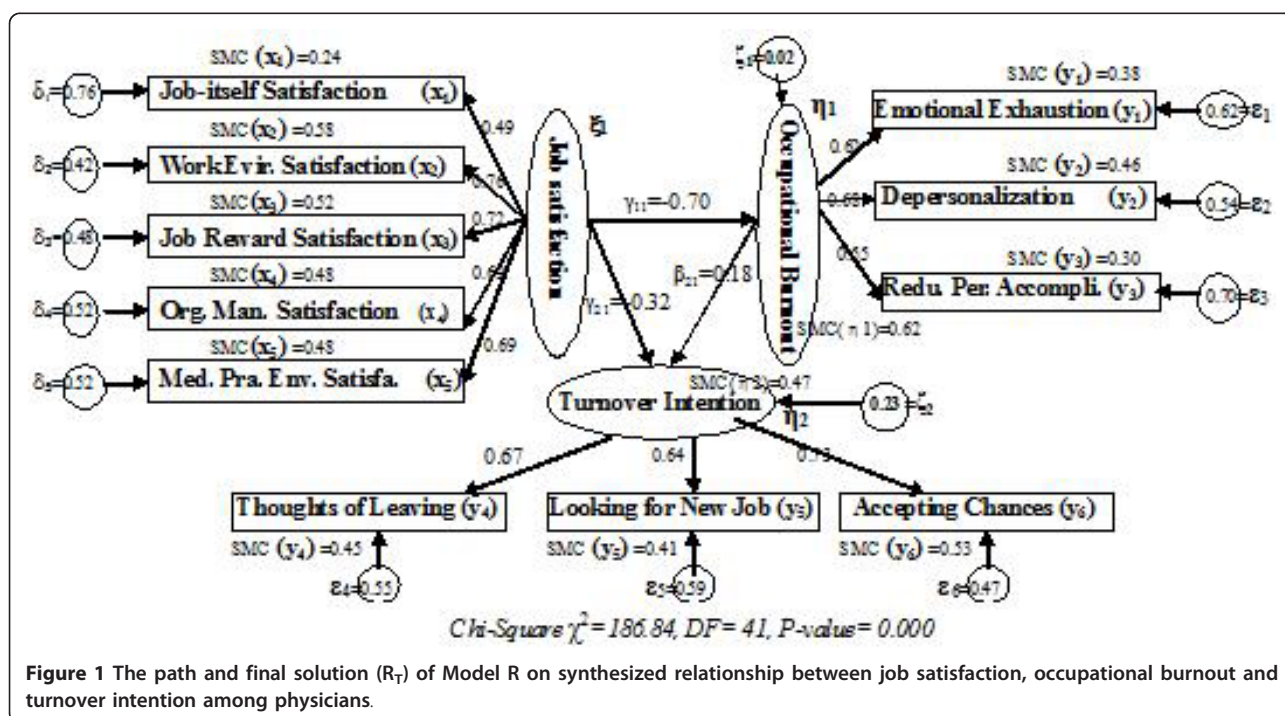 SMC (x₁)=0.24
δ₁=0.76
Job-itself Satisfaction (x₁)
0.49
SMC(x₂)=0.58
δ₂=0.42
Work Evir. Satisfaction (x₂)
0.76
SMC(x₃)=0.52
δ₃=0.48
Job Reward Satisfaction (x₃)
0.72
SMC(x₄)=0.48
δ₄=0.52
Org. Man. Satisfaction (x₄)
SMC(x₅)=0.48
δ₅=0.52
Med. Pra. Env. Satisfa. (x₅)
0.69
ξ1
Job satisfaction
γ₁₁=-0.70
γ₂₁=-0.32
β₂₁=0.18
0.02
η1
Occupational Burnout
SMC(η1)=0.62
SMC (y₁)=0.38
Emotional Exhaustion (y₁)
0.62=ε₁
SMC (y₂)=0.46
Depersonalization (y₂)
0.54=ε₂
0.55
SMC (y₃)=0.30
Redu. Per. Accompli. (y₃)
0.70=ε₃
SMC(η2)=0.47
Turnover Intention
η2
0.23=ζ₂
0.67
0.64
0.73
Thoughts of Leaving (y₄)
Looking for New Job (y₅)
Accepting Chances (y₆)
SMC (y₄)=0.45
SMC (y₅)=0.41
SMC (y₆)=0.53
ε₄=0.55
ε₅=0.59
ε₆=0.47
Chi-Square χ²=186.84, DF=41, P-value=0.000
Figure 1 The path and final solution (R_T) of Model R on synthesized relationship between job satisfaction, occupational burnout and
turnover intention among physicians.